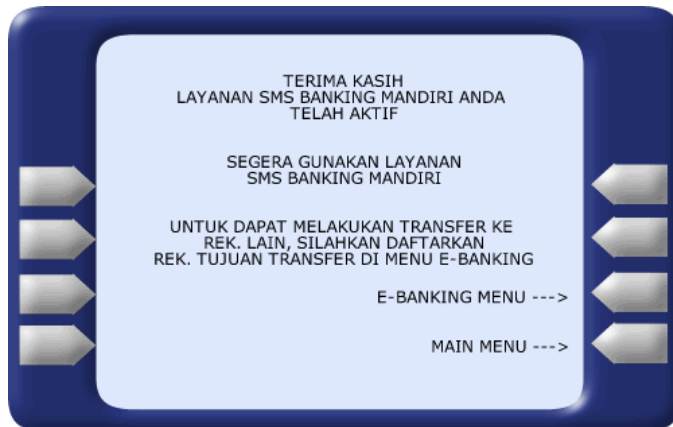 TERIMA KASIH
LAYANAN SMS BANKING MANDIRI ANDA
TELAH AKTIF
SEGERA GUNAKAN LAYANAN
SMS BANKING MANDIRI
UNTUK DAPAT MELAKUKAN TRANSFER KE
REK. LAIN, SILAHKAN DAFTARKAN
REK. TUJUAN TRANSFER DI MENU E-BANKING
E-BANKING MENU --->
MAIN MENU --->